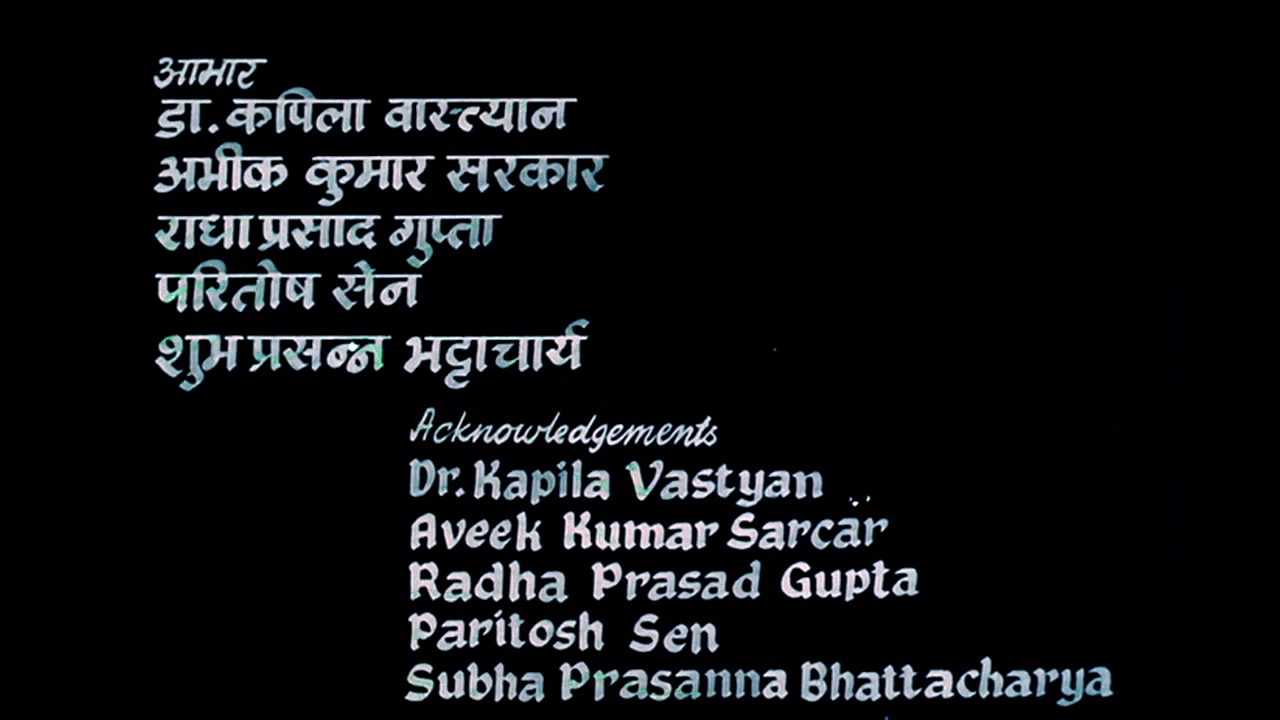 आभार
डा. कपिला वास्त्यान
अभीक कुमार सरकार
राधा प्रसाद गुप्ता
परितोष सेन
शुभ प्रसन्न भट्टाचार्य
Acknowledgements
Dr. Kapila Vastyan
Aveek Kumar Sarcar
Radha Prasad Gupta
Paritosh Sen
Subha Prasanna Bhattacharya